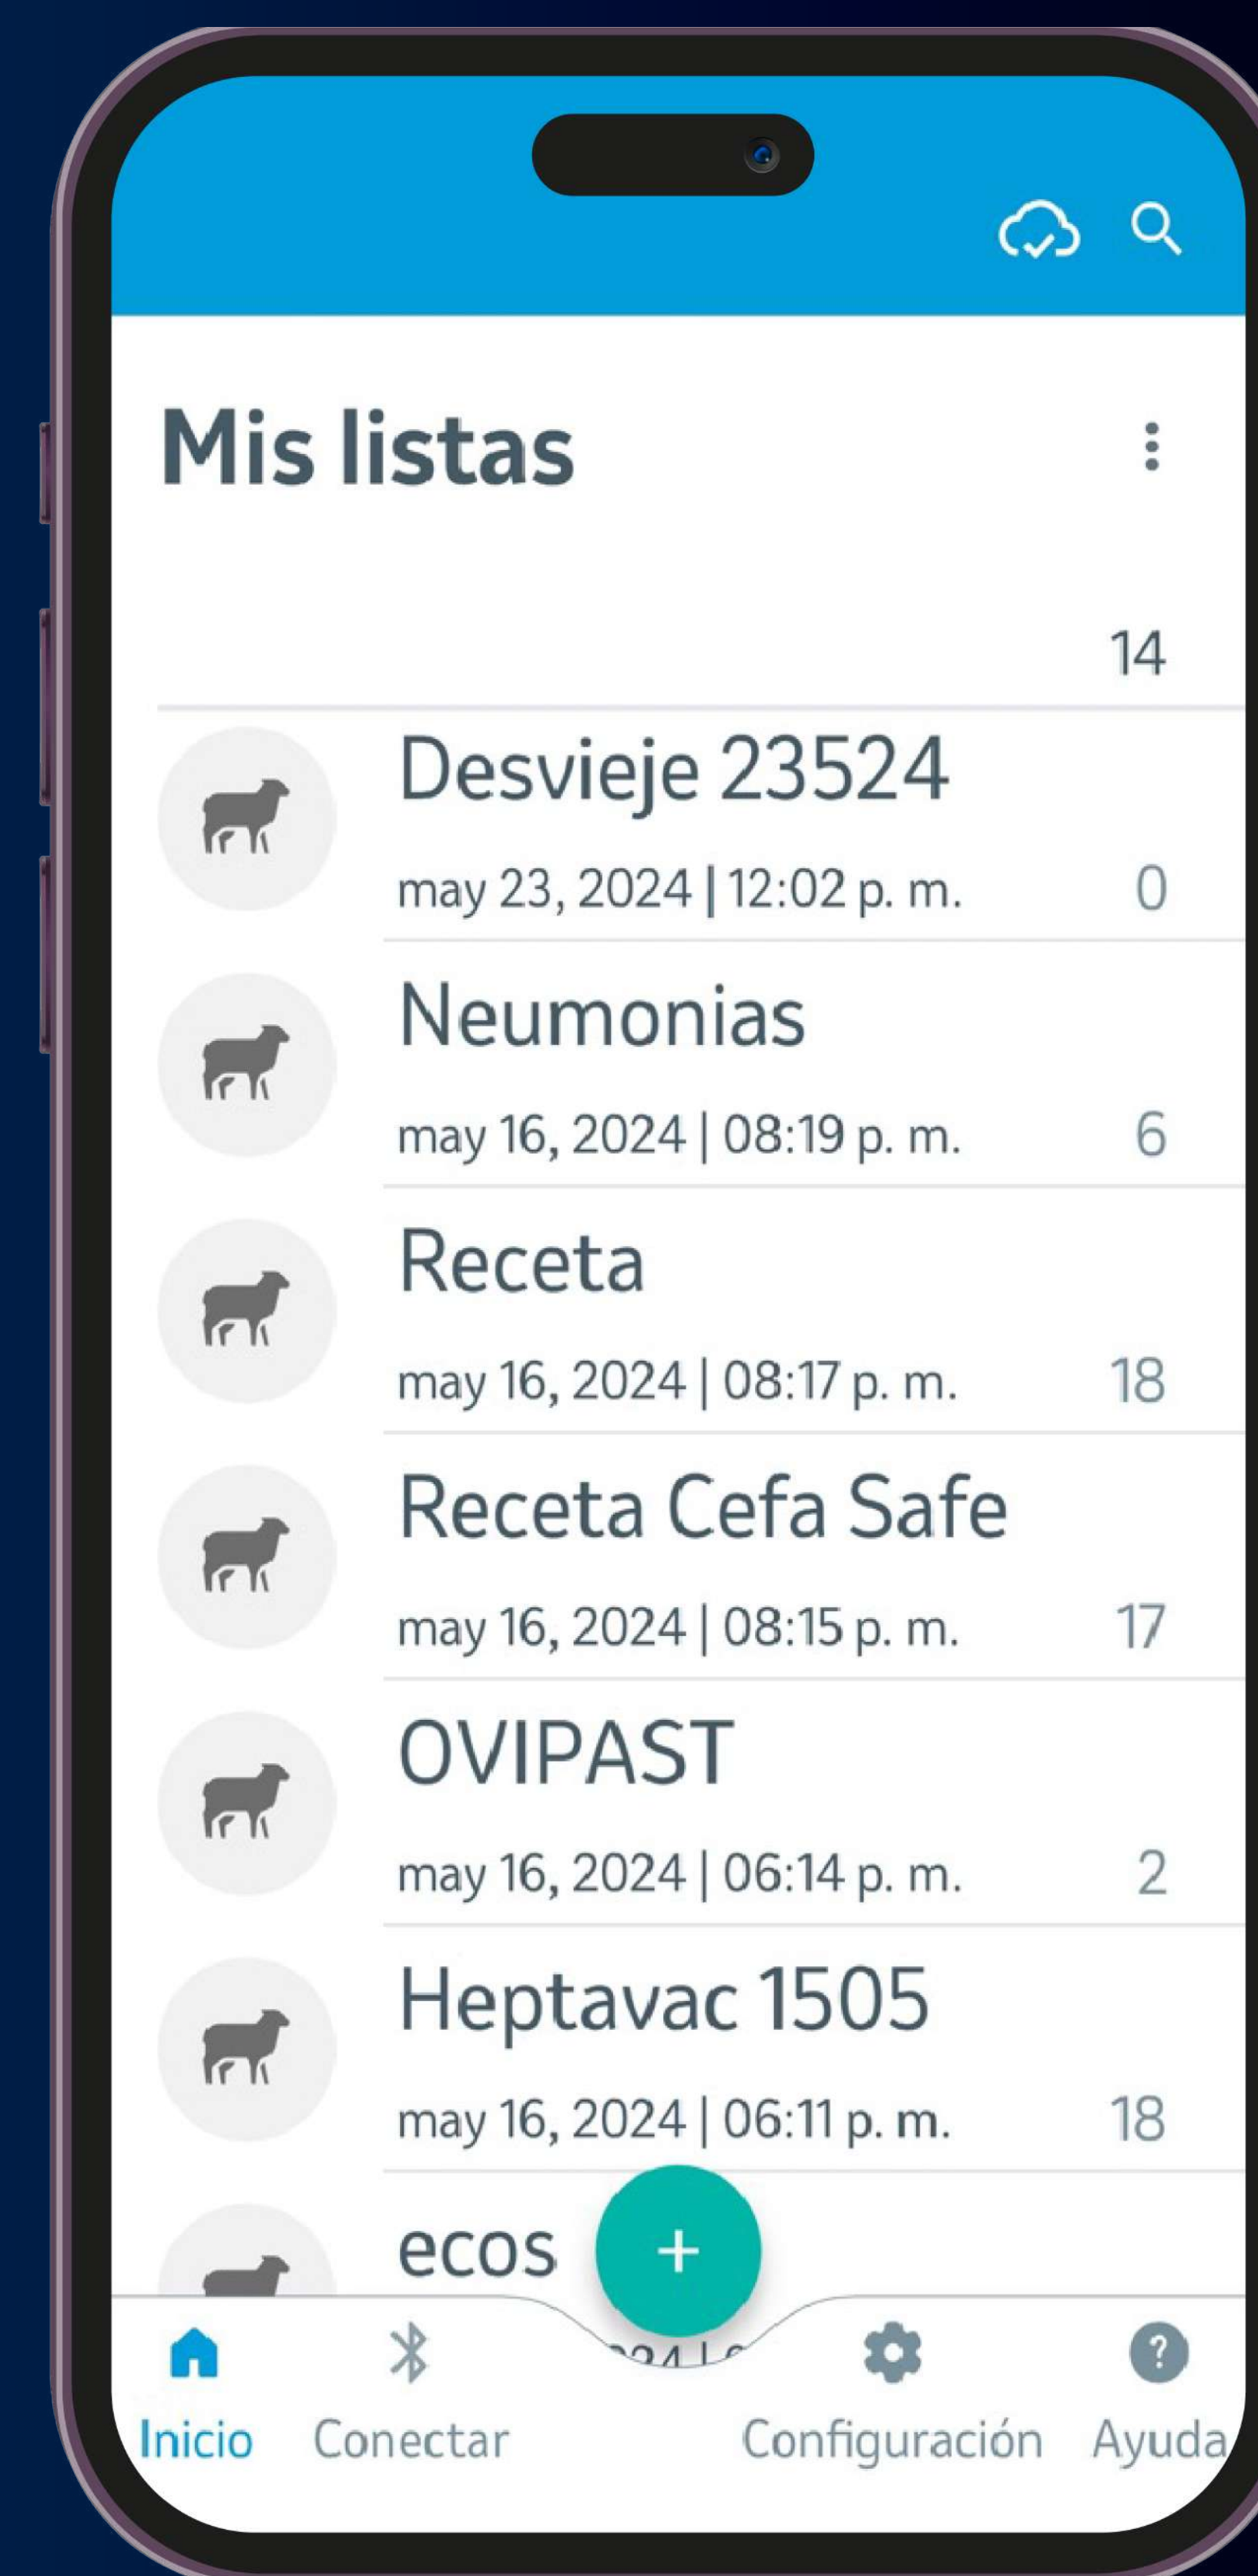 Mis listas
14
Desvieje 23524
may 23, 2024 | 12:02 p. m. 0
Neumonias
may 16, 2024 | 08:19 p. m. 6
Receta
may 16, 2024 | 08:17 p. m. 18
Receta Cefa Safe
may 16, 2024 | 08:15 p. m. 17
OVIPAST
may 16, 2024 | 06:14 p. m. 2
Heptavac 1505
may 16, 2024 | 06:11 p. m. 18
ecos
+
Inicio Conectar Configuración Ayuda